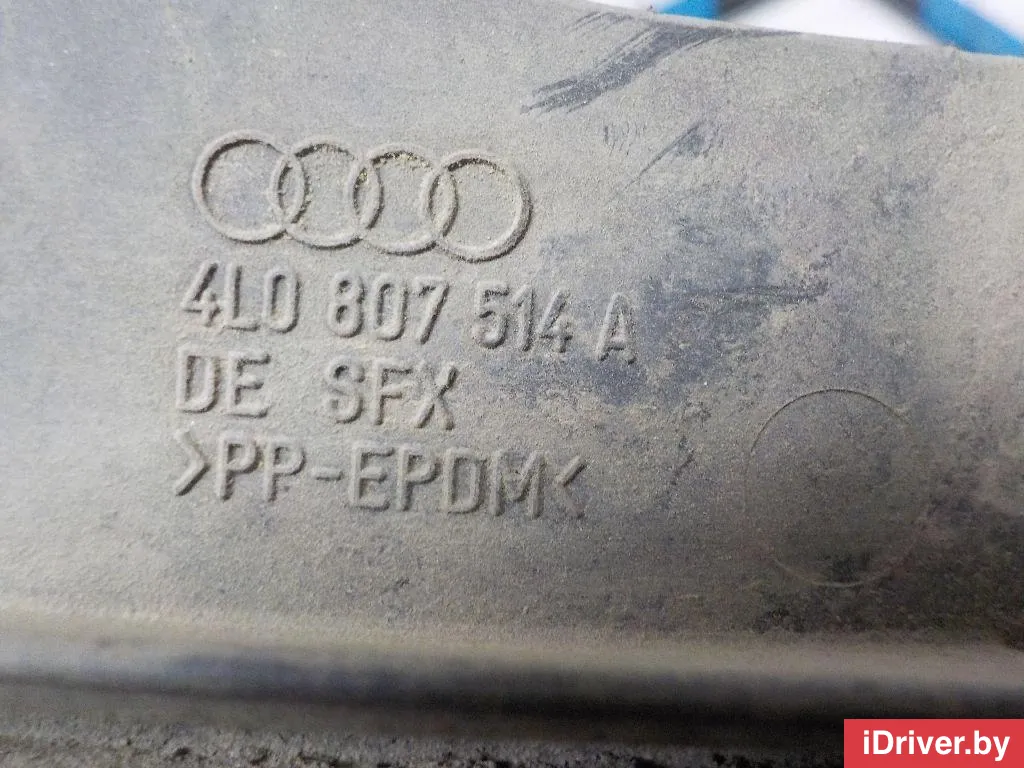 4L0 807 514 A
DE SFX
>PP-EPDM<
iDriver.by